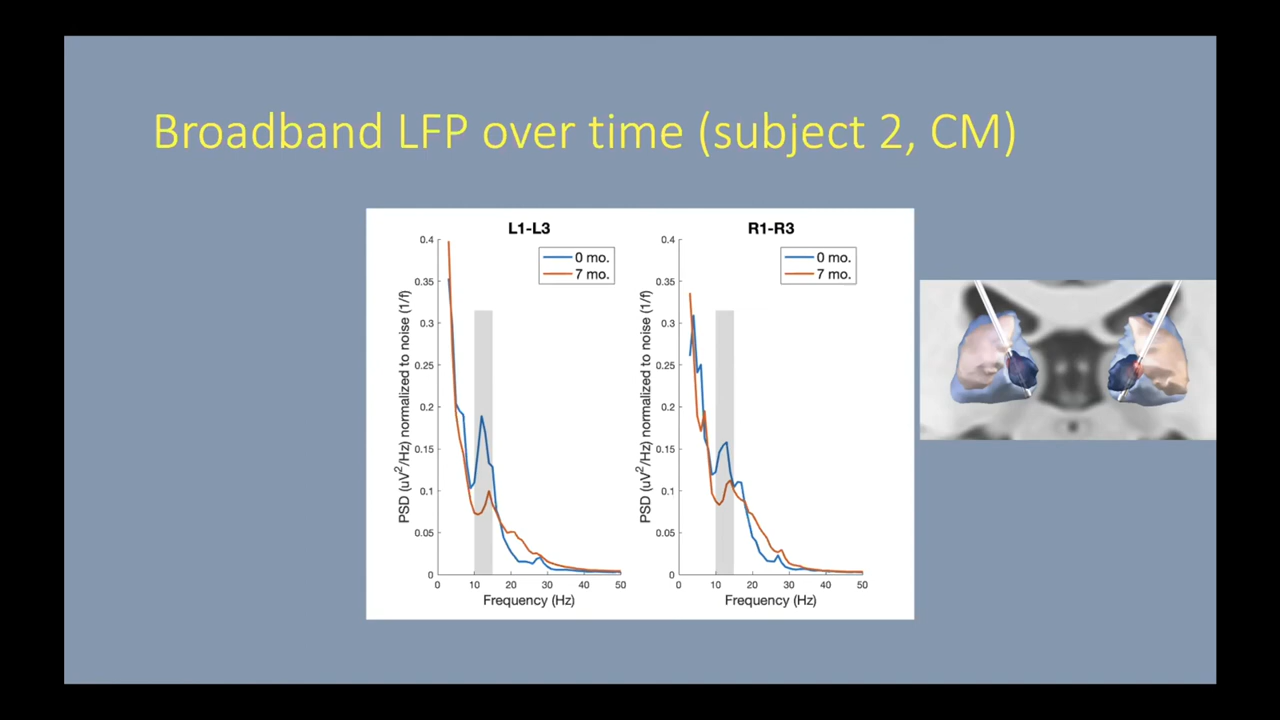 Broadband LFP over time (subject 2, CM)
L1-L3
0 mo.
7 mo.
PSD (uV²/Hz) normalized to noise (1/f)
0.4
0.35
0.3
0.25
0.2
0.15
0.1
0.05
0
0 10 20 30 40 50
Frequency (Hz)
R1-R3
0 mo.
7 mo.
PSD (uV²/Hz) normalized to noise (1/f)
0.4
0.35
0.3
0.25
0.2
0.15
0.1
0.05
0
0 10 20 30 40 50
Frequency (Hz)